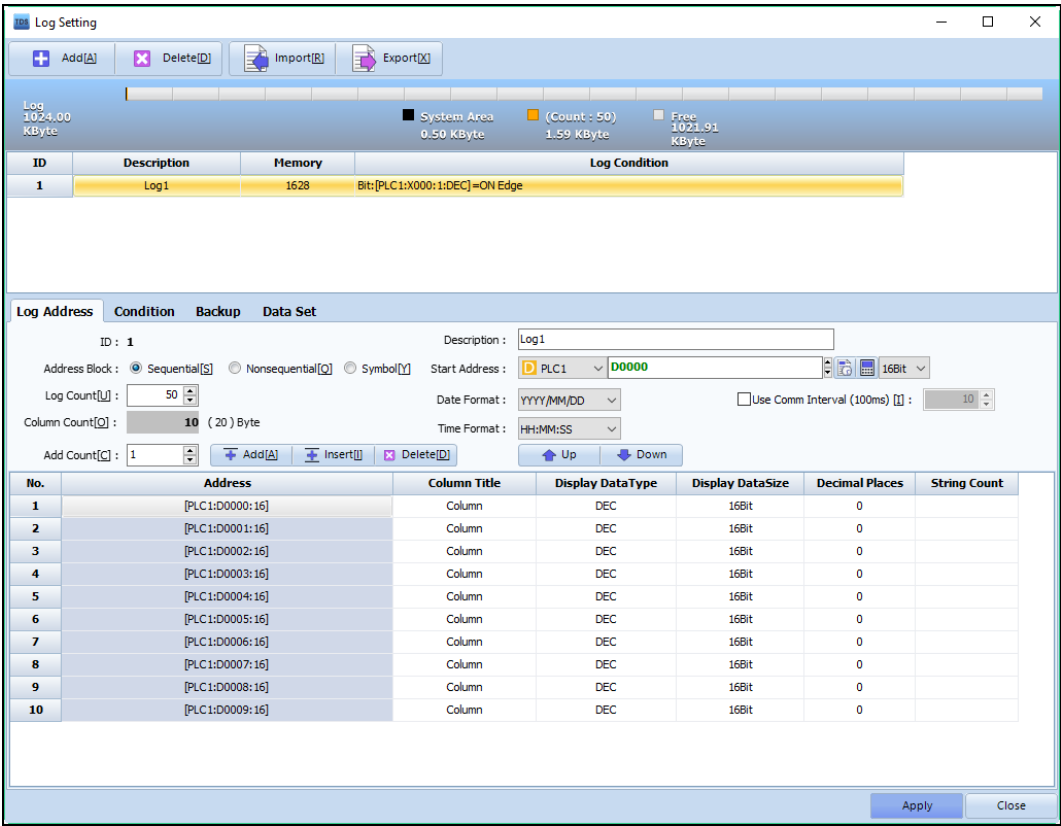 TDS Log Setting
Add[A] Delete[D] Import[R] Export[X]
Log
1024.00
KByte
System Area
0.50 KByte
(Count : 50)
1.59 KByte
Free
1021.91
KByte
ID Description Memory Log Condition
1 Log1 1628 Bit:[PLC1:X000:1:DEC]=ON Edge
Log Address Condition Backup Data Set
ID : 1 Description : Log1
Address Block : Sequential[S] Nonsequential[Q] Symbol[Y] Start Address : D PLC1 D0000 16Bit
Log Count[U] : 50 Date Format : YYYY/MM/DD Use Comm Interval (100ms) [I] : 10
Column Count[O] : 10 ( 20 ) Byte Time Format : HH:MM:SS
Add Count[C] : 1 Add[A] Insert[I] Delete[D] Up Down
No. Address Column Title Display DataType Display DataSize Decimal Places String Count
1 [PLC1:D0000:16] Column DEC 16Bit 0
2 [PLC1:D0001:16] Column DEC 16Bit 0
3 [PLC1:D0002:16] Column DEC 16Bit 0
4 [PLC1:D0003:16] Column DEC 16Bit 0
5 [PLC1:D0004:16] Column DEC 16Bit 0
6 [PLC1:D0005:16] Column DEC 16Bit 0
7 [PLC1:D0006:16] Column DEC 16Bit 0
8 [PLC1:D0007:16] Column DEC 16Bit 0
9 [PLC1:D0008:16] Column DEC 16Bit 0
10 [PLC1:D0009:16] Column DEC 16Bit 0
Apply Close